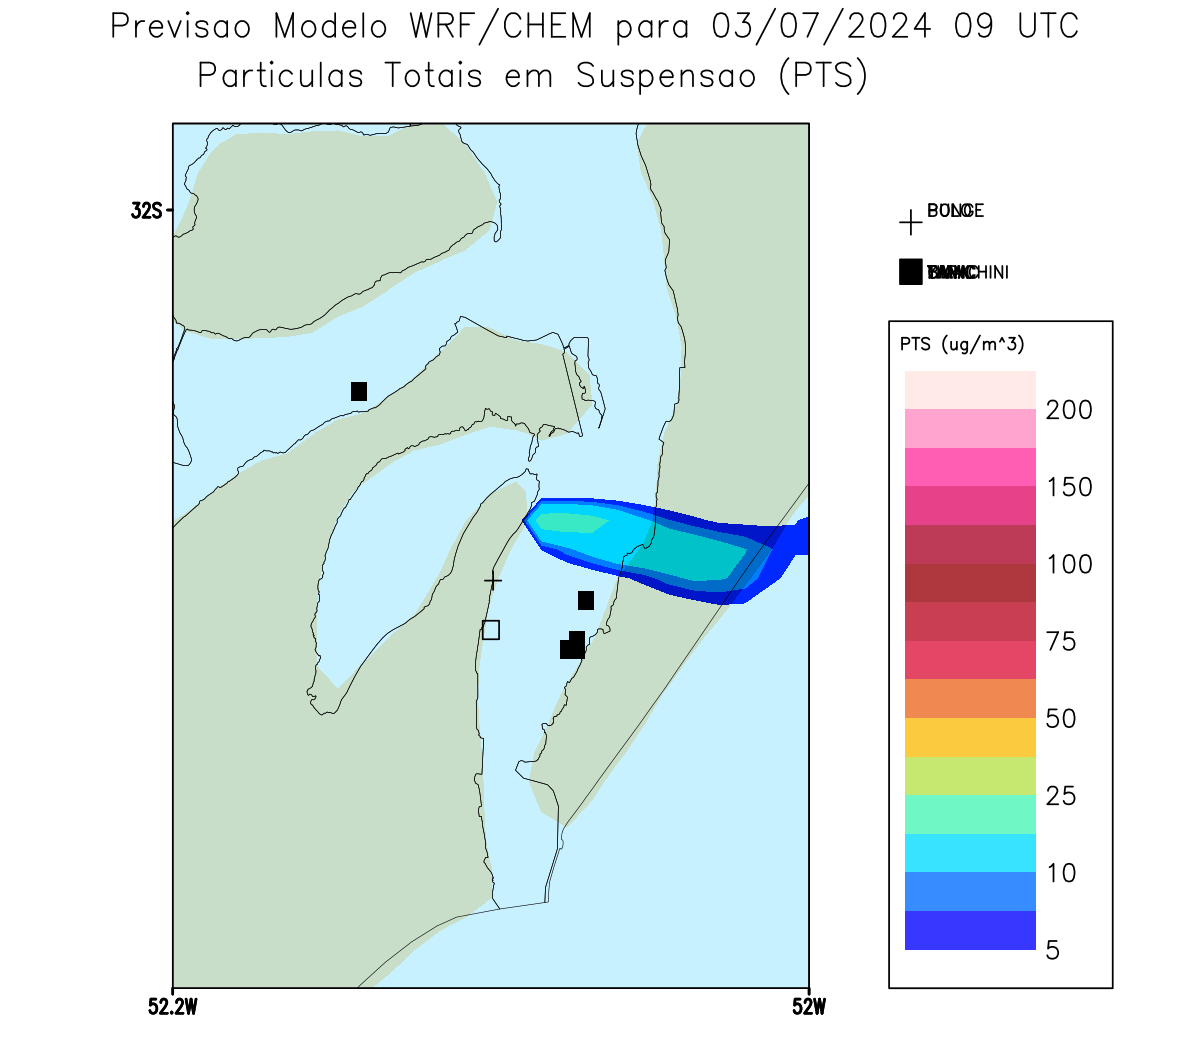 Previsao Modelo WRF/CHEM para 03/07/2024 09 UTC
Particulas Totais em Suspensao (PTS)
32S
PTS (ug/m^3)
200
150
100
75
50
25
10
5
52.2W
52W